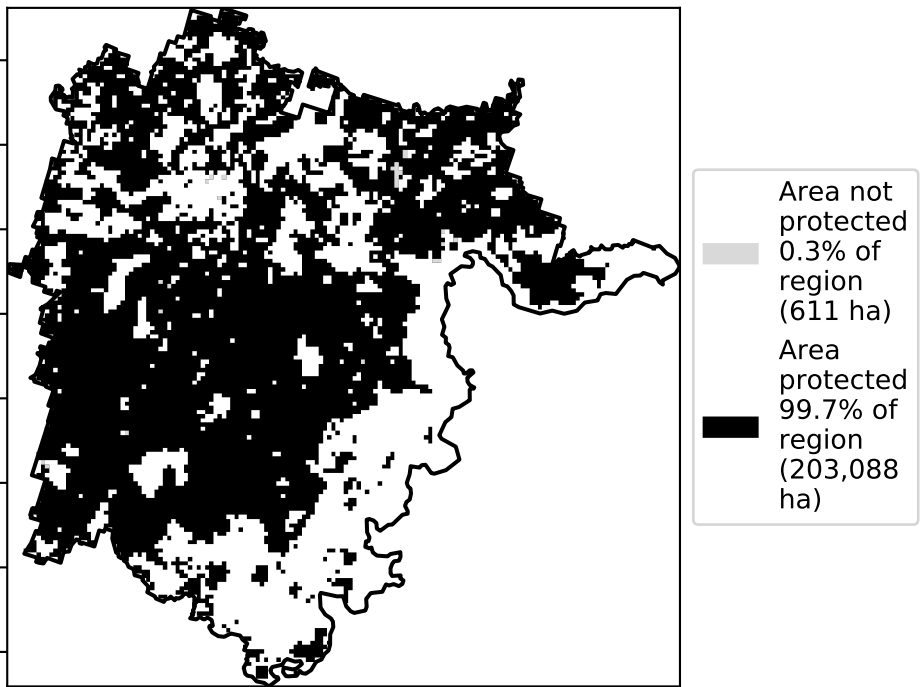 Area not
protected
0.3% of
region
(611 ha)
Area
protected
99.7% of
region
(203,088
ha)